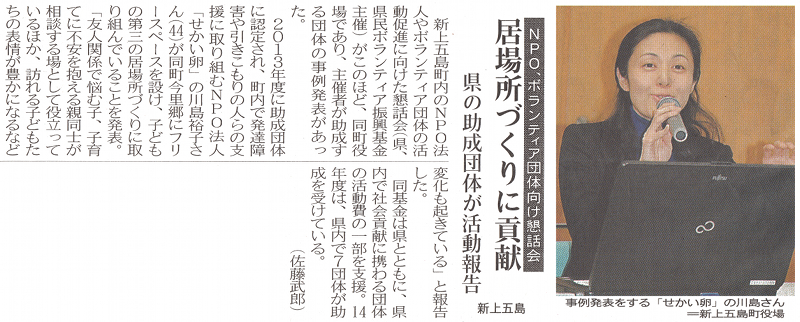 NPO、ボランティア団体向け懇話会
居場所づくりに貢献
県の助成団体が活動報告
新上五島
新上五島町内のNPO法
人やボランティア団体の活
動促進に向けた懇話会（県、
県民ボランティア振興基金
主催）がこのほど、同町役
場であり、主催者が助成す
る団体の事例発表があっ
た。
2013年度に助成団体
に認定され、町内で発達障
害や引きこもりの人らの支
援に取り組むNPO法人
「せかい卵」の川島裕子さ
ん（44）が同町今里郷にフリ
ースペースを設け、子ども
の第三の居場所づくりに取
り組んでいることを発表。
「友人関係で悩む子、子育
てに不安を抱える親同士が
相談する場として役立って
いるほか、訪れる子どもた
ちの表情が豊かになるなど
変化も起きている」と報告
した。
同基金は県とともに、県
内で社会貢献に携わる団体
の活動費の一部を支援。14
年度は、県内で7団体が助
成を受けている。
（佐藤武郎）
FUJITSU
事例発表をする「せかい卵」の川島さん
＝新上五島町役場